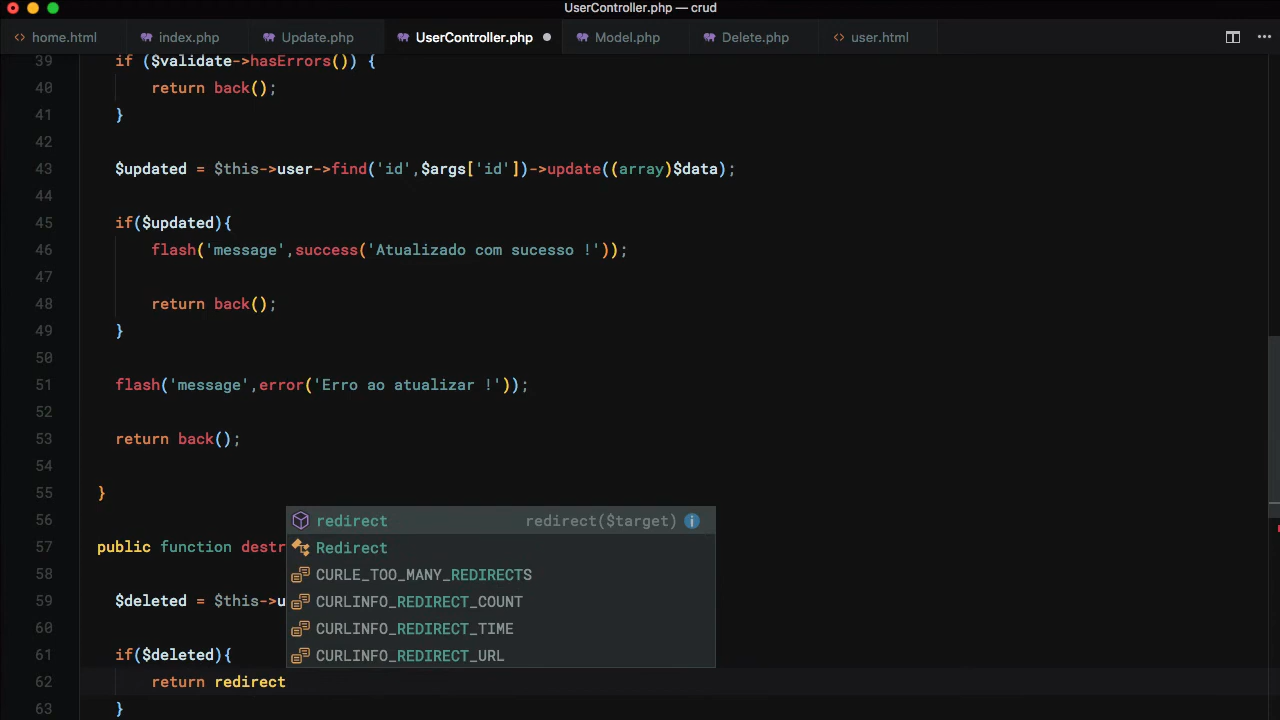 UserController.php — crud
home.html index.php Update.php UserController.php Model.php Delete.php user.html
39 if ($validate->hasErrors()) {
40 return back();
41 }
42
43 $updated = $this->user->find('id',$args['id'])->update((array)$data);
44
45 if($updated){
46 flash('message',success('Atualizado com sucesso !'));
47
48 return back();
49 }
50
51 flash('message',error('Erro ao atualizar !'));
52
53 return back();
54
55 }
56
redirect redirect($target)
57 public function destr
Redirect
58
CURLE_TOO_MANY_REDIRECTS
59 $deleted = $this->u
CURLINFO_REDIRECT_COUNT
60
CURLINFO_REDIRECT_TIME
61 if($deleted){
CURLINFO_REDIRECT_URL
62 return redirect
63 }